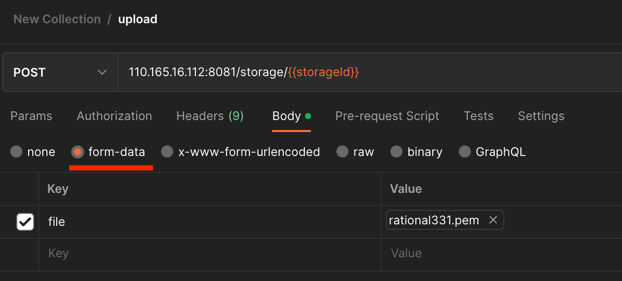 New Collection / upload
POST 110.165.16.112:8081/storage/{{storageId}}
Params Authorization Headers (9) Body Pre-request Script Tests Settings
none form-data x-www-form-urlencoded raw binary GraphQL
Key Value
file rational331.pem
Key Value